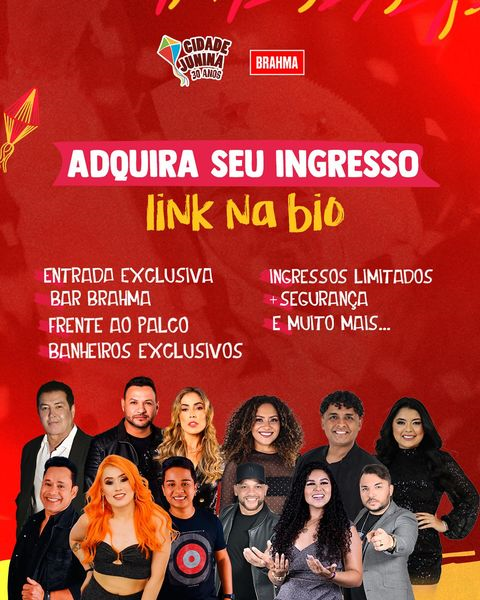 CIDADE
JUNINA
20 ANOS
BRAHMA
ADQUIRA SEU INGRESSO
link na bio
ENTRADA EXCLUSIVA
BAR BRAHMA
FRENTE AO PALCO
BANHEIROS EXCLUSIVOS
INGRESSOS LIMITADOS
+ SEGURANÇA
E MUITO MAIS...